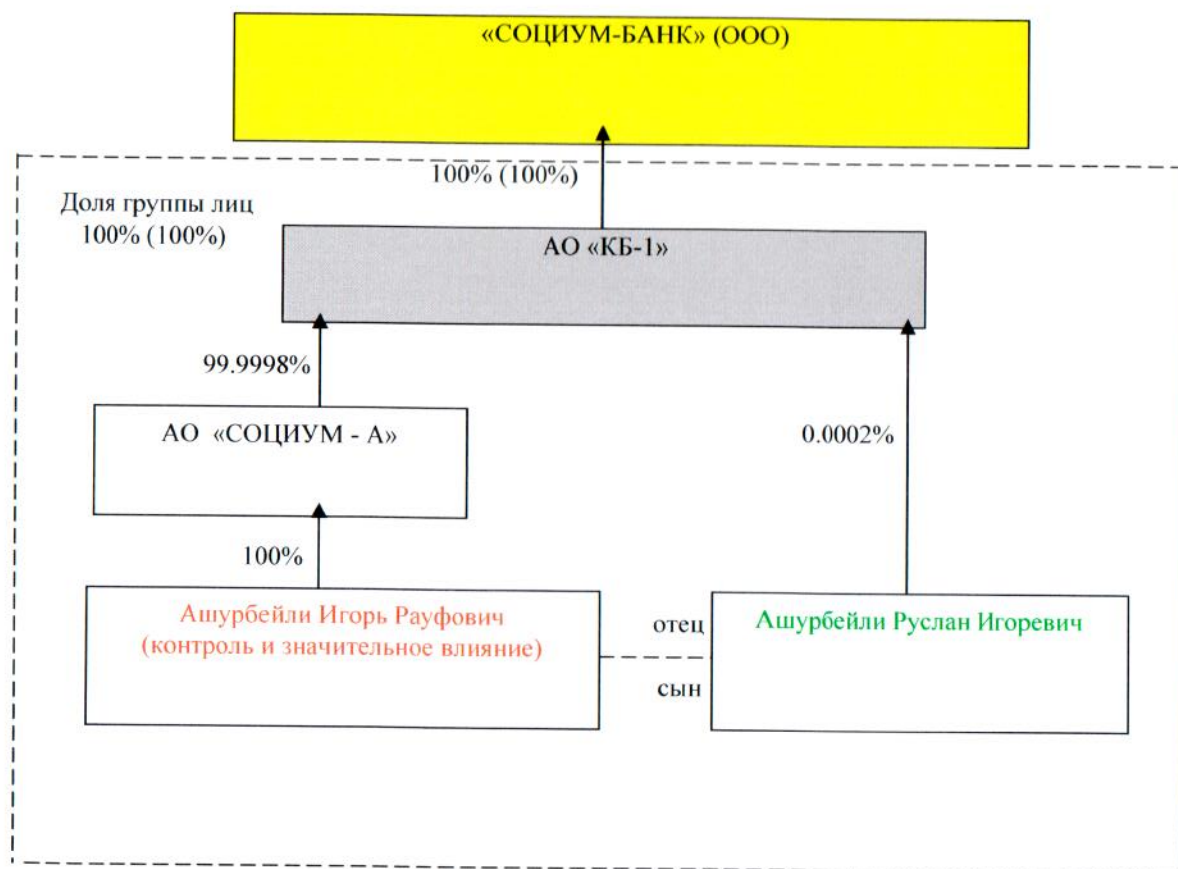 «СОЦИУМ-БАНК» (ООО)
100% (100%)
Доля группы лиц
100% (100%)
АО «КБ-1»
99.9998%
0.0002%
АО «СОЦИУМ - А»
100%
Ашурбейли Игорь Рауфович
(контроль и значительное влияние)
отец
сын
Ашурбейли Руслан Игоревич